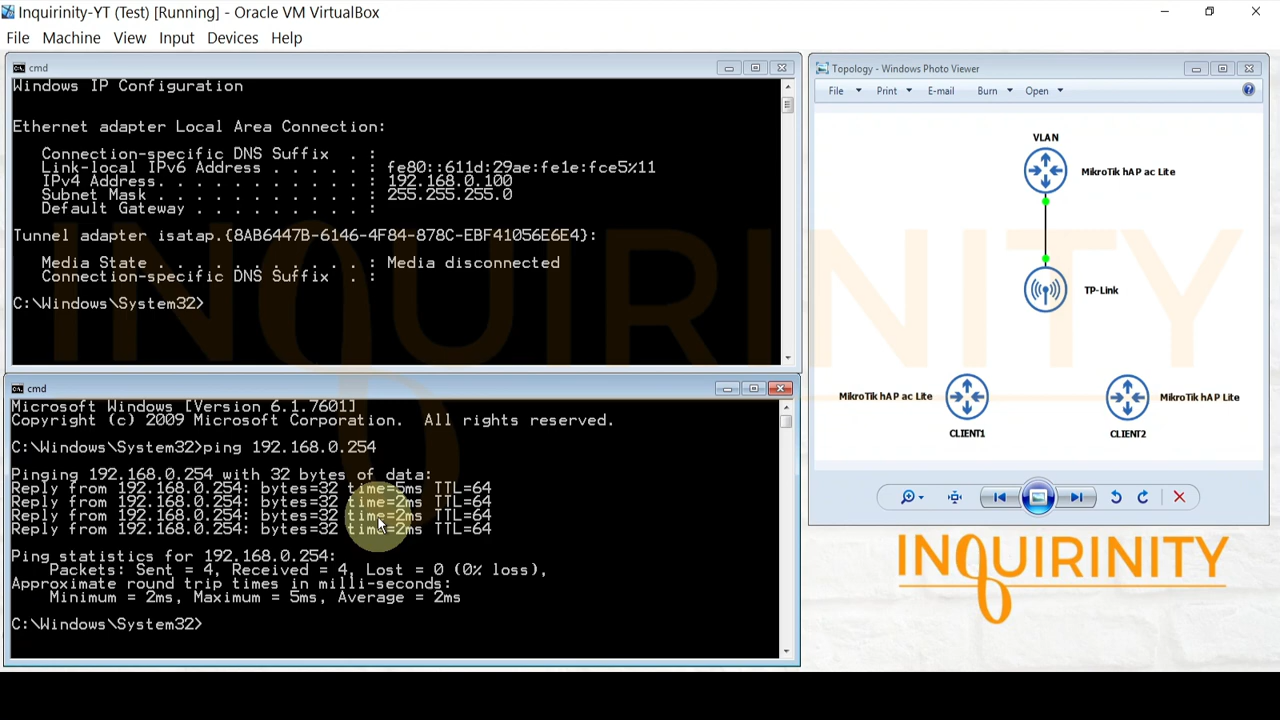 Inquirinity-YT (Test) [Running] - Oracle VM VirtualBox
File Machine View Input Devices Help
cmd
Windows IP Configuration
Ethernet adapter Local Area Connection:
Connection-specific DNS Suffix . :
Link-local IPv6 Address . . . . . : fe80::611d:29ae:fe1e:fce5%11
IPv4 Address. . . . . . . . . . . : 192.168.0.100
Subnet Mask . . . . . . . . . . . : 255.255.255.0
Default Gateway . . . . . . . . . :
Tunnel adapter isatap.{8AB6447B-6146-4F84-878C-EBF41056E6E4}:
Media State . . . . . . . . . . . : Media disconnected
Connection-specific DNS Suffix . :
C:\Windows\System32>
cmd
Microsoft Windows [Version 6.1.7601]
Copyright (c) 2009 Microsoft Corporation. All rights reserved.
C:\Windows\System32>ping 192.168.0.254
Pinging 192.168.0.254 with 32 bytes of data:
Reply from 192.168.0.254: bytes=32 time=5ms TTL=64
Reply from 192.168.0.254: bytes=32 time=2ms TTL=64
Reply from 192.168.0.254: bytes=32 time=2ms TTL=64
Reply from 192.168.0.254: bytes=32 time=2ms TTL=64
Ping statistics for 192.168.0.254:
Packets: Sent = 4, Received = 4, Lost = 0 (0% loss),
Approximate round trip times in milli-seconds:
Minimum = 2ms, Maximum = 5ms, Average = 2ms
C:\Windows\System32>
Topology - Windows Photo Viewer
File Print E-mail Burn Open
VLAN
MikroTik hAP ac Lite
TP-Link
MikroTik hAP ac Lite
MikroTik hAP Lite
CLIENT1
CLIENT2
INQUIRINITY
INQUIRINITY